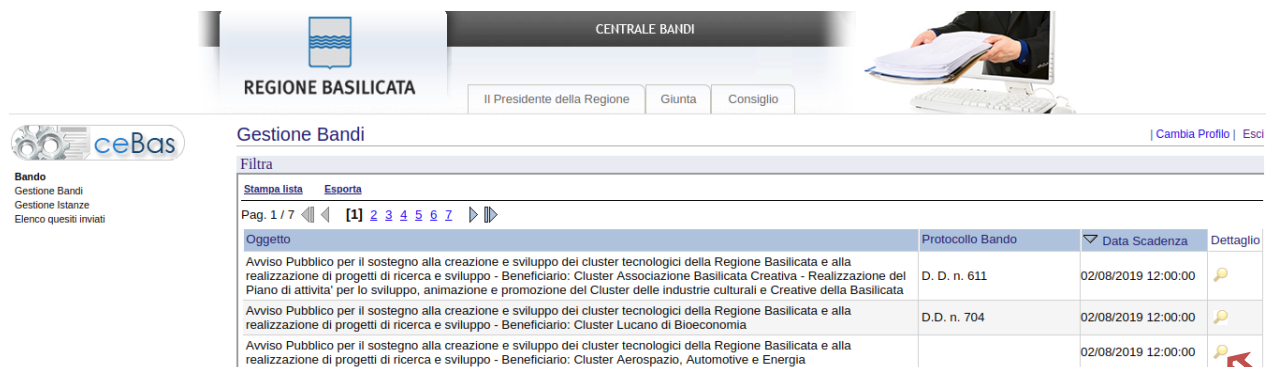 CENTRALE BANDI
REGIONE BASILICATA
Il Presidente della Regione
Giunta
Consiglio
ceBas
Gestione Bandi
| Cambia Profilo | Esci
Bando
Gestione Bandi
Gestione Istanze
Elenco quesiti inviati
Filtra
Stampa lista Esporta
Pag. 1 / 7 [1] 2 3 4 5 6 7
Oggetto Protocollo Bando Data Scadenza Dettaglio
Avviso Pubblico per il sostegno alla creazione e sviluppo dei cluster tecnologici della Regione Basilicata e alla
realizzazione di progetti di ricerca e sviluppo - Beneficiario: Cluster Associazione Basilicata Creativa - Realizzazione del
Piano di attivita' per lo sviluppo, animazione e promozione del Cluster delle industrie culturali e Creative della Basilicata
D. D. n. 611
02/08/2019 12:00:00
Avviso Pubblico per il sostegno alla creazione e sviluppo dei cluster tecnologici della Regione Basilicata e alla
realizzazione di progetti di ricerca e sviluppo - Beneficiario: Cluster Lucano di Bioeconomia
D.D. n. 704
02/08/2019 12:00:00
Avviso Pubblico per il sostegno alla creazione e sviluppo dei cluster tecnologici della Regione Basilicata e alla
realizzazione di progetti di ricerca e sviluppo - Beneficiario: Cluster Aerospazio, Automotive e Energia
02/08/2019 12:00:00